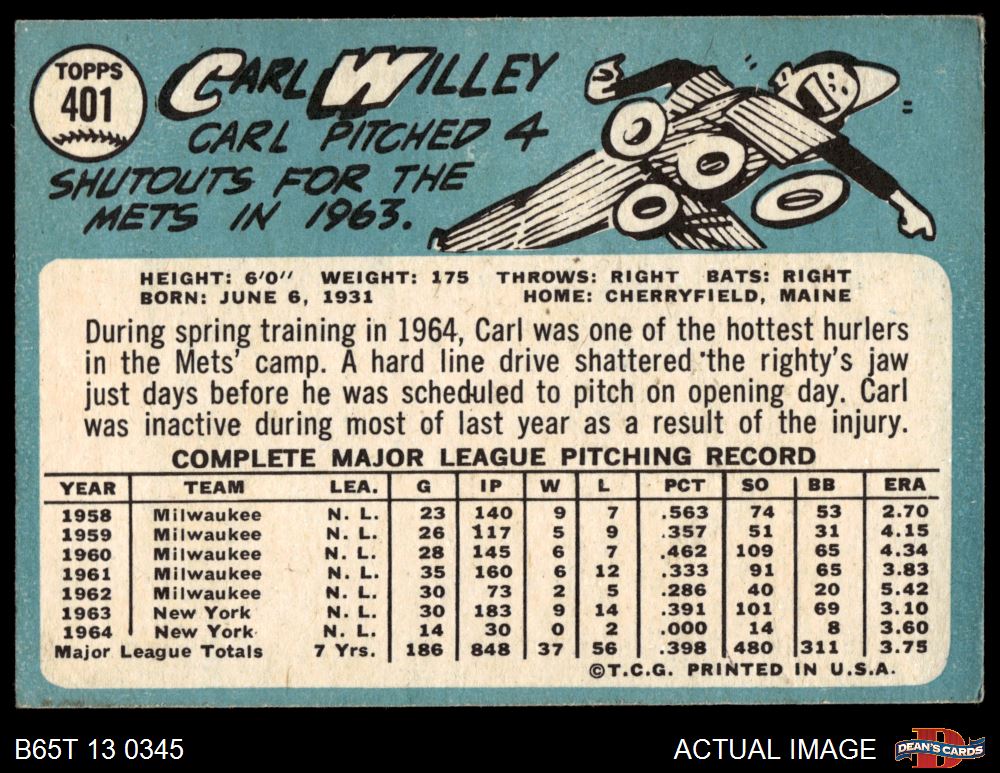 TOPPS
401
CARL WILLEY
CARL PITCHED 4
SHUTOUTS FOR THE
METS IN 1963.
HEIGHT: 6'0" WEIGHT: 175 THROWS: RIGHT BATS: RIGHT
BORN: JUNE 6, 1931 HOME: CHERRYFIELD, MAINE
During spring training in 1964, Carl was one of the hottest hurlers
in the Mets' camp. A hard line drive shattered the righty's jaw
just days before he was scheduled to pitch on opening day. Carl
was inactive during most of last year as a result of the injury.
COMPLETE MAJOR LEAGUE PITCHING RECORD
YEAR TEAM LEA. G IP W L PCT SO BB ERA
1958 Milwaukee N. L. 23 140 9 7 .563 74 53 2.70
1959 Milwaukee N. L. 26 117 5 9 .357 51 31 4.15
1960 Milwaukee N. L. 28 145 6 7 .462 109 65 4.34
1961 Milwaukee N. L. 35 160 6 12 .333 91 65 3.83
1962 Milwaukee N. L. 30 73 2 5 .286 40 20 5.42
1963 New York N. L. 30 183 9 14 .391 101 69 3.10
1964 New York N. L. 14 30 0 2 .000 14 8 3.60
Major League Totals 7 Yrs. 186 848 37 56 .398 480 311 3.75
©T.C.G. PRINTED IN U.S.A.
B65T 13 0345 ACTUAL IMAGE DEAN'S CARDS